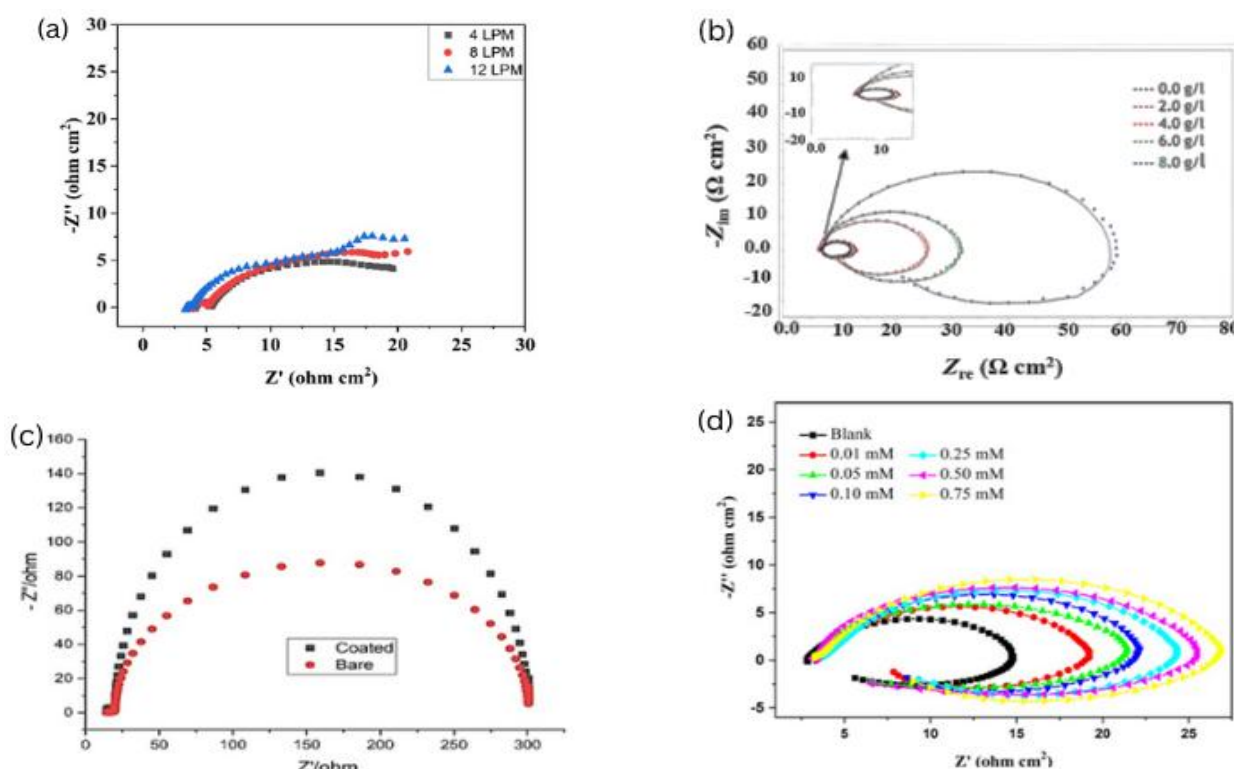 (a)
30
25
20
15
10
5
0
-Z'' (ohm cm²)
4 LPM
8 LPM
12 LPM
0 5 10 15 20 25 30
Z' (ohm cm²)
(b)
60
50
40
30
20
10
0.0
-10
-20
-Z_im (Ω cm²)
10
0.0
-10
-20
0.0 10
0.0 g/l
2.0 g/l
4.0 g/l
6.0 g/l
8.0 g/l
0.0 10 20 30 40 50 60 70 80
Z_re (Ω cm²)
(c)
160
140
120
100
80
60
40
20
0
-Z''/ohm
Coated
Bare
0 50 100 150 200 250 300
Z'/ohm
(d)
25
20
15
10
5
0
-5
-Z'' (ohm cm²)
Blank
0.01 mM 0.25 mM
0.05 mM 0.50 mM
0.10 mM 0.75 mM
5 10 15 20 25
Z' (ohm cm²)